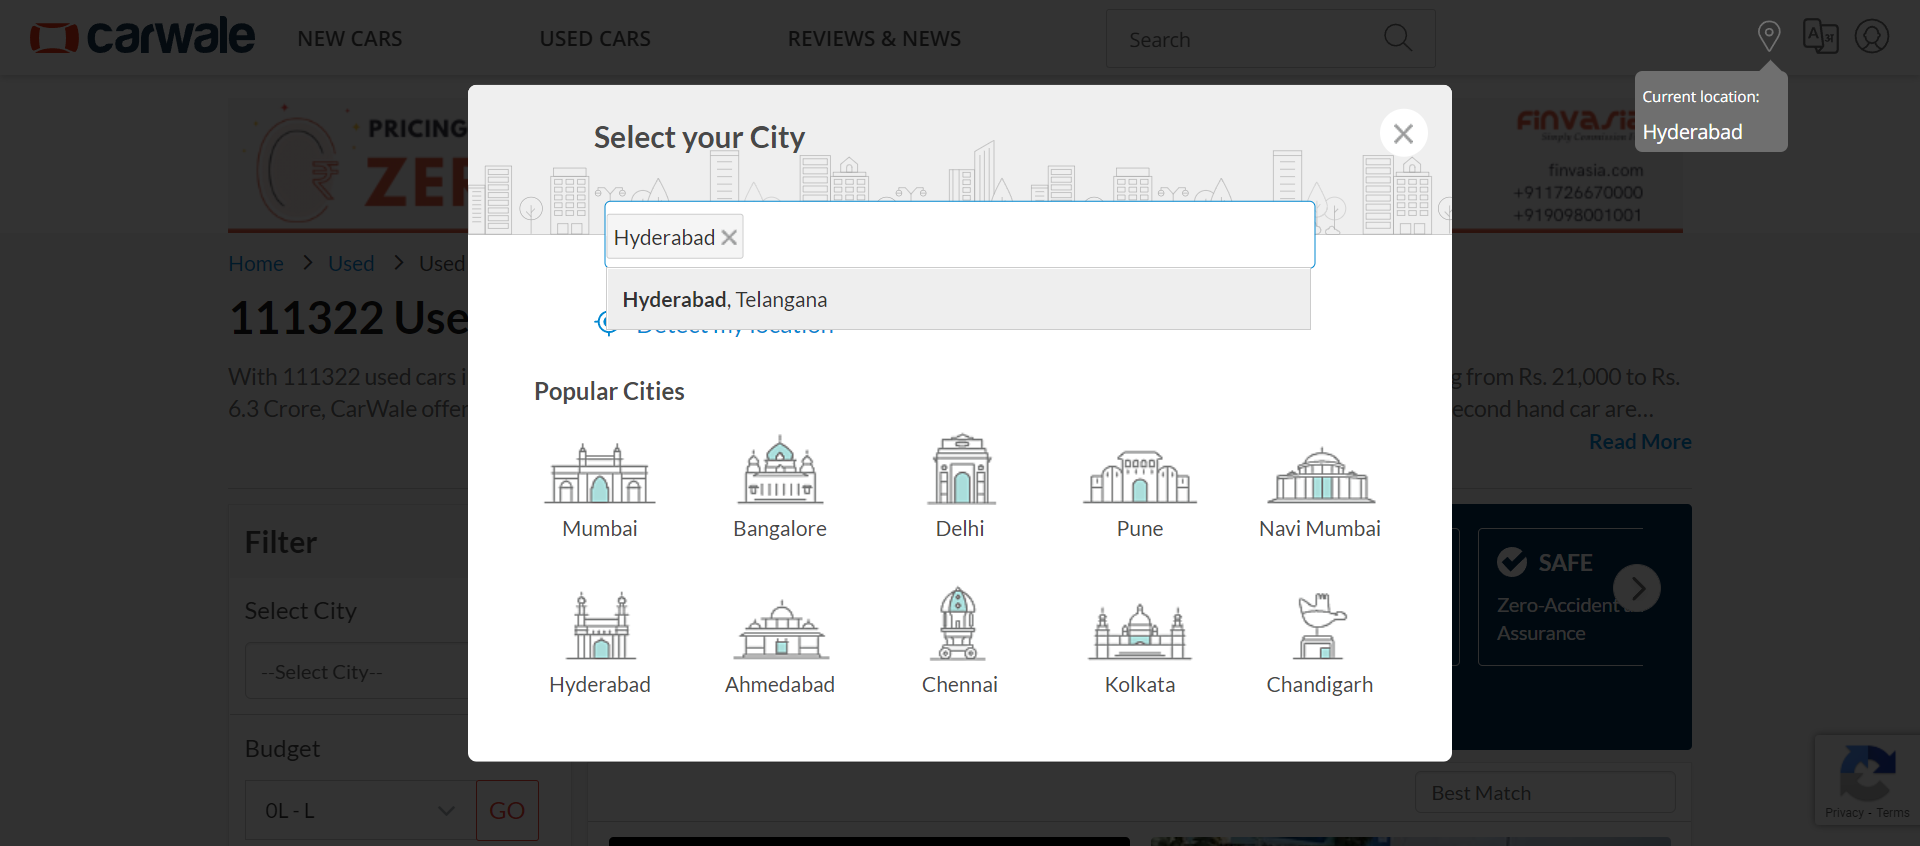 carwale
NEW CARS
USED CARS
REVIEWS & NEWS
Search
Current location:
Hyderabad
PRICING
ZER
finvasia
finvasia.com
+911726670000
+919098001001
Select your City
Hyderabad
Hyderabad, Telangana
Detect my location
Home > Used > Used
111322 Use
With 111322 used cars i
g from Rs. 21,000 to Rs.
6.3 Crore, CarWale offer
econd hand car are...
Read More
Popular Cities
Mumbai
Bangalore
Delhi
Pune
Navi Mumbai
Hyderabad
Ahmedabad
Chennai
Kolkata
Chandigarh
Filter
Select City
--Select City--
Budget
0L - L
GO
SAFE
Zero-Accident
Assurance
Best Match
Privacy - Terms